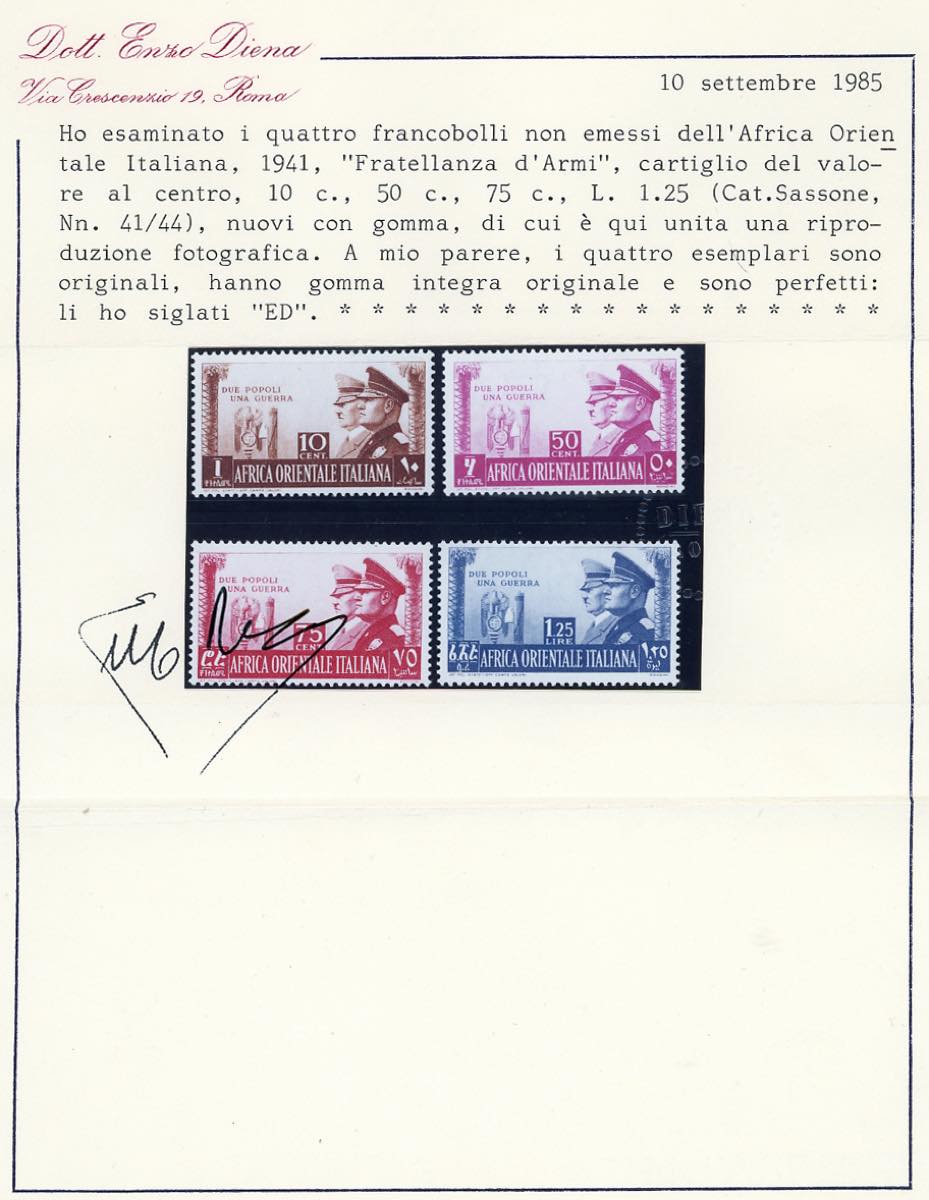 Dott. Enzo Diena
Via Crescenzio 19, Roma
10 settembre 1985
Ho esaminato i quattro francobolli non emessi dell'Africa Orien
tale Italiana, 1941, "Fratellanza d'Armi", cartiglio del valo-
re al centro, 10 c., 50 c., 75 c., L. 1.25 (Cat.Sassone,
Nn. 41/44), nuovi con gomma, di cui è qui unita una ripro-
duzione fotografica. A mio parere, i quattro esemplari sono
originali, hanno gomma integra originale e sono perfetti:
li ho siglati "ED". * * * * * * * * * * * * * * * * * *
DUE POPOLI
UNA GUERRA
10
CENT.
AFRICA ORIENTALE ITALIANA
١٠
DUE POPOLI
UNA GUERRA
50
CENT.
AFRICA ORIENTALE ITALIANA
٥٠
DIE
DUE POPOLI
UNA GUERRA
75
CENT
AFRICA ORIENTALE ITALIANA
٧٥
DUE POPOLI
UNA GUERRA
1.25
LIRE
AFRICA ORIENTALE ITALIANA
١٢٥